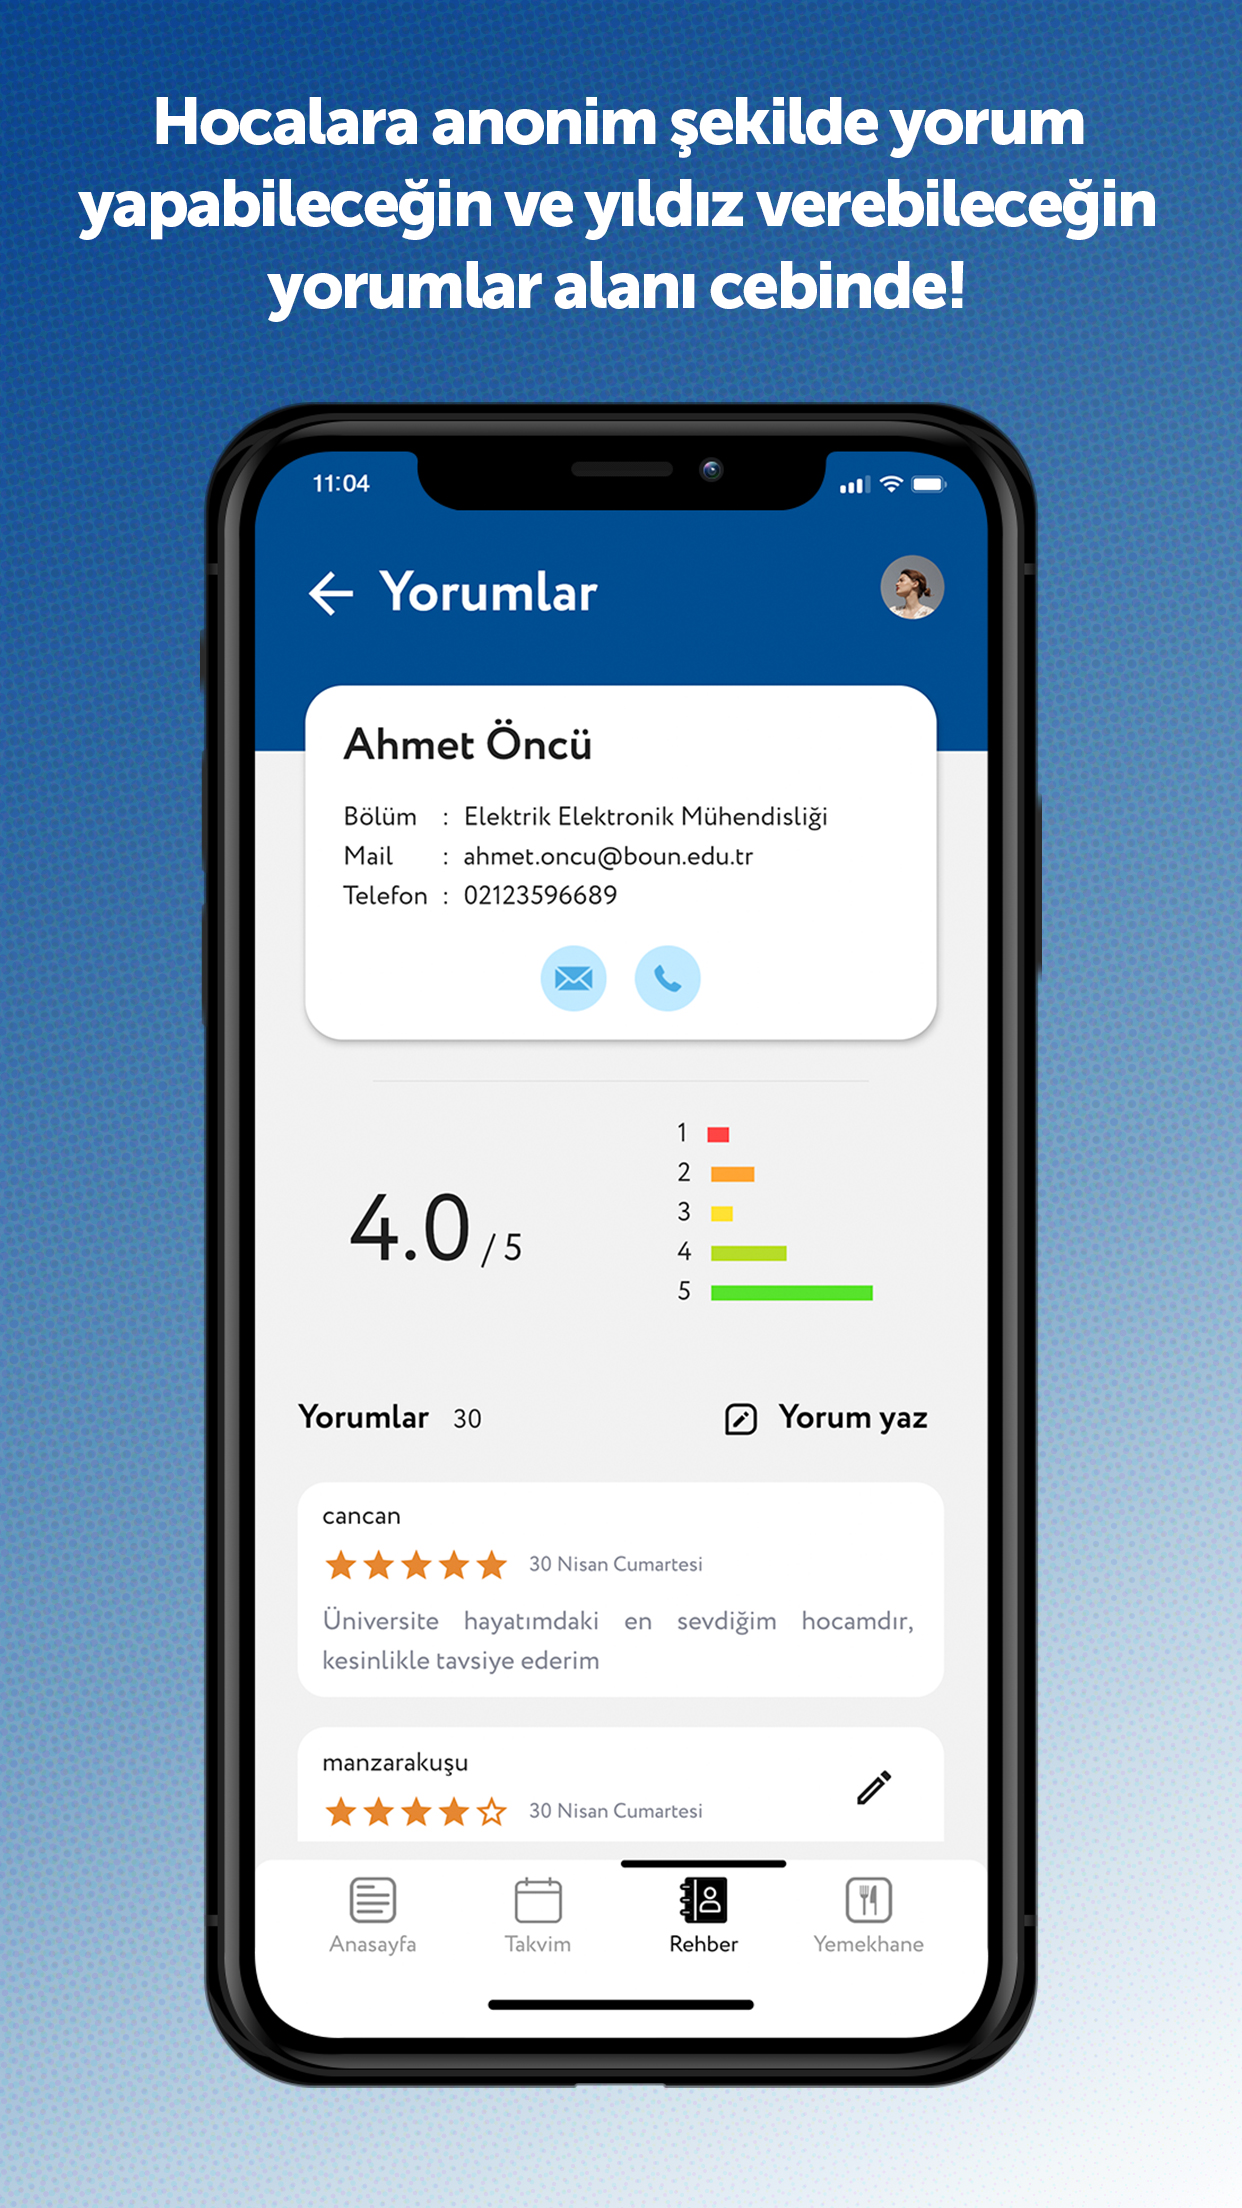 Hocalara anonim şekilde yorum
yapabileceğin ve yıldız verebileceğin
yorumlar alanı cebinde!
11:04
Yorumlar
Ahmet Öncü
Bölüm : Elektrik Elektronik Mühendisliği
Mail : ahmet.oncu@boun.edu.tr
Telefon : 02123596689
4.0 / 5
1
2
3
4
5
Yorumlar 30
Yorum yaz
cancan
30 Nisan Cumartesi
Üniversite hayatımdaki en sevdiğim hocamdır,
kesinlikle tavsiye ederim
manzarakuşu
30 Nisan Cumartesi
Anasayfa Takvim Rehber Yemekhane